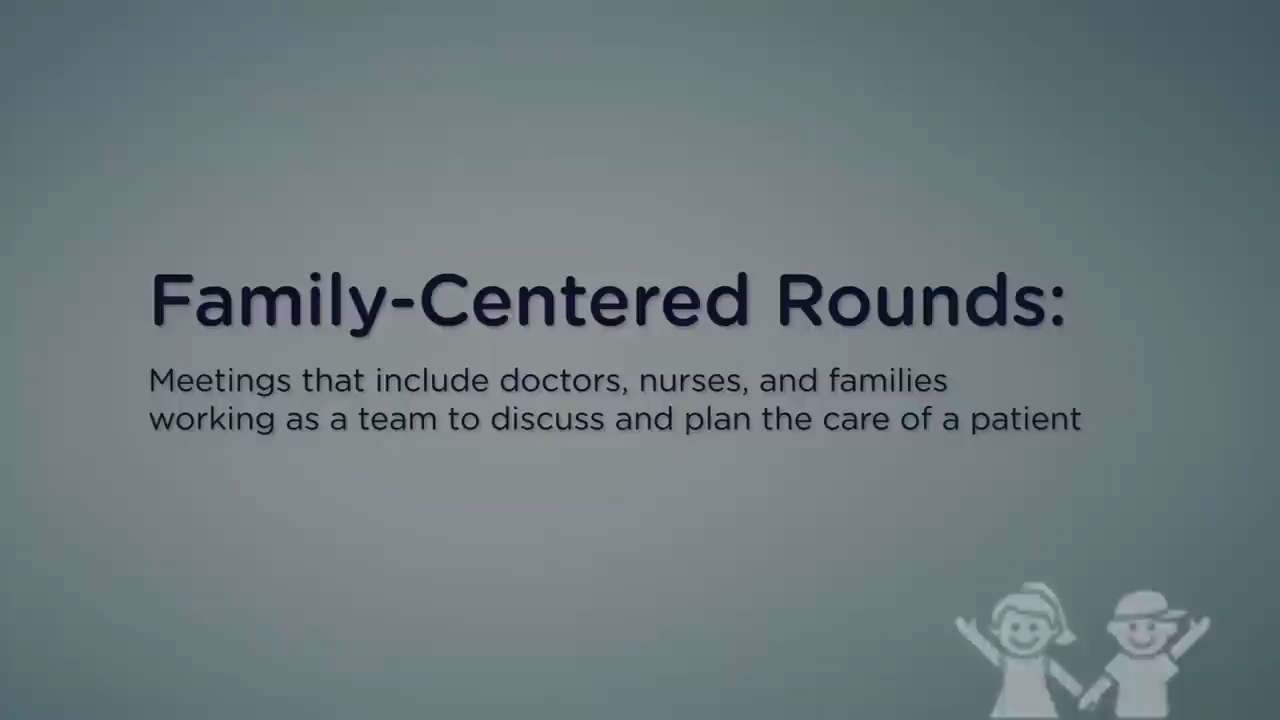 Family-Centered Rounds:
Meetings that include doctors, nurses, and families
working as a team to discuss and plan the care of a patient